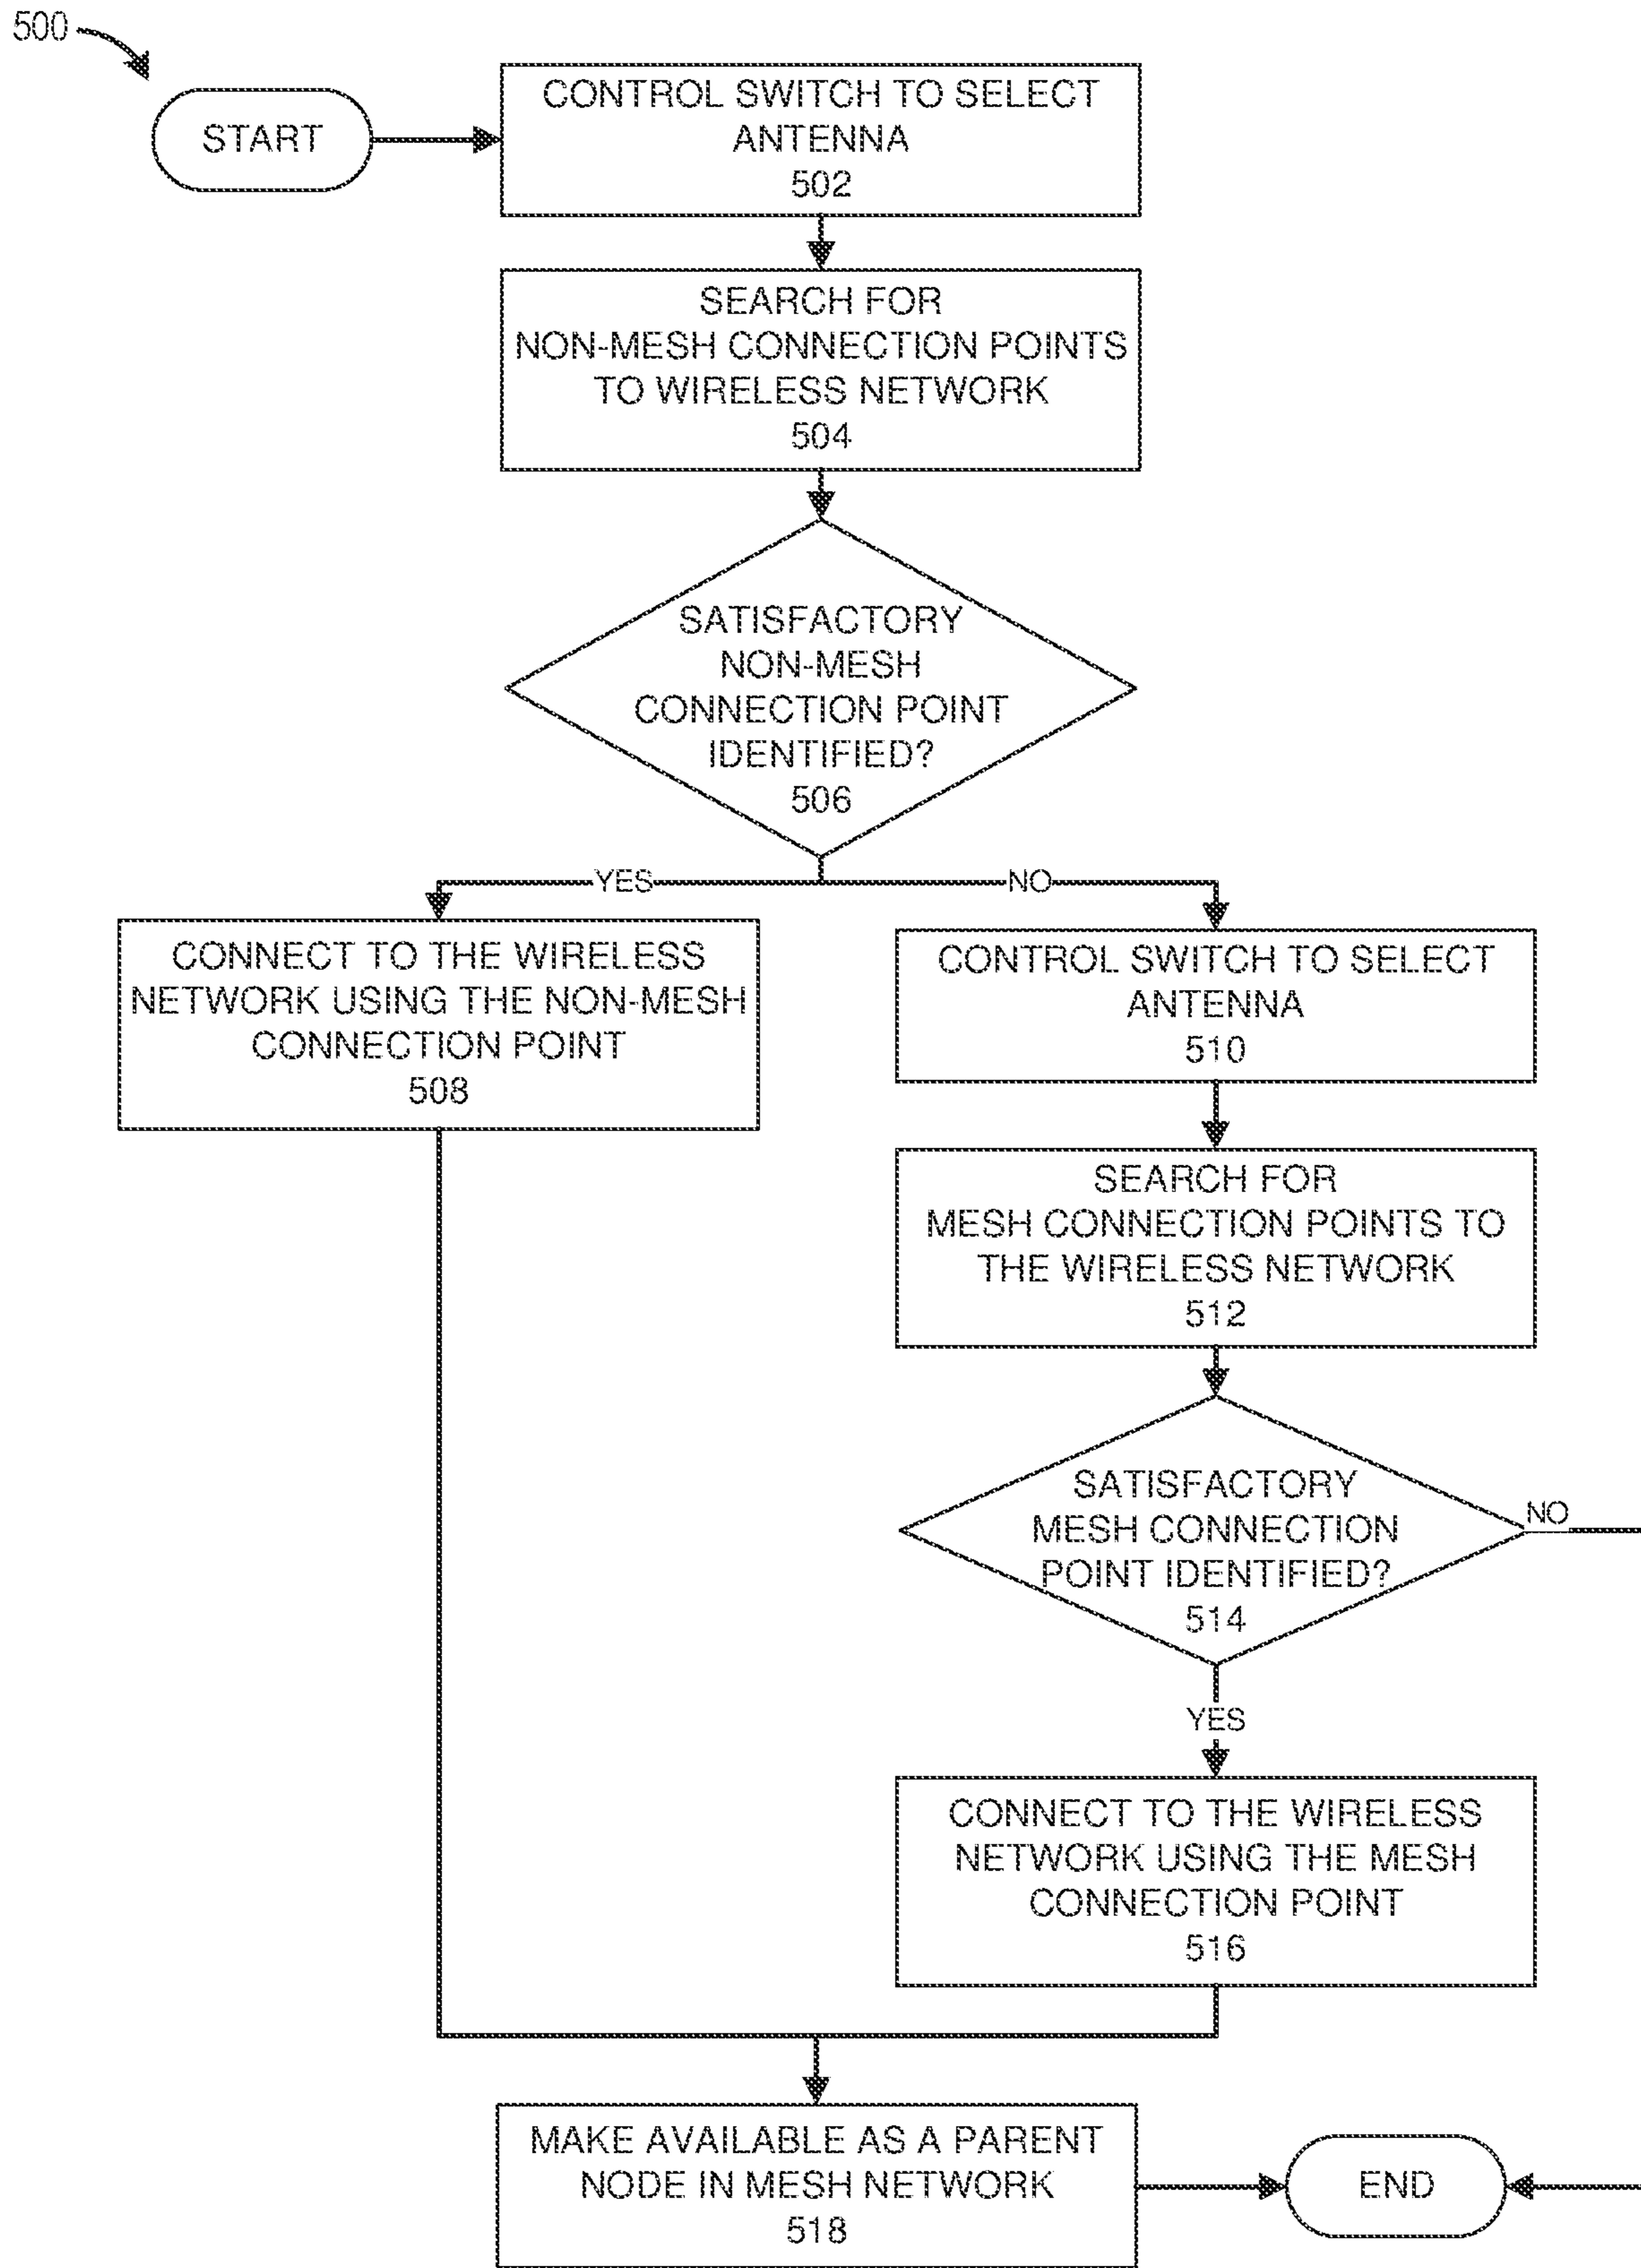 500
START
CONTROL SWITCH TO SELECT
ANTENNA
502
SEARCH FOR
NON-MESH CONNECTION POINTS
TO WIRELESS NETWORK
504
SATISFACTORY
NON-MESH
CONNECTION POINT
IDENTIFIED?
506
YES
NO
CONNECT TO THE WIRELESS
NETWORK USING THE NON-MESH
CONNECTION POINT
508
CONTROL SWITCH TO SELECT
ANTENNA
510
SEARCH FOR
MESH CONNECTION POINTS TO
THE WIRELESS NETWORK
512
SATISFACTORY
MESH CONNECTION
POINT IDENTIFIED?
514
NO
YES
CONNECT TO THE WIRELESS
NETWORK USING THE MESH
CONNECTION POINT
516
MAKE AVAILABLE AS A PARENT
NODE IN MESH NETWORK
518
END